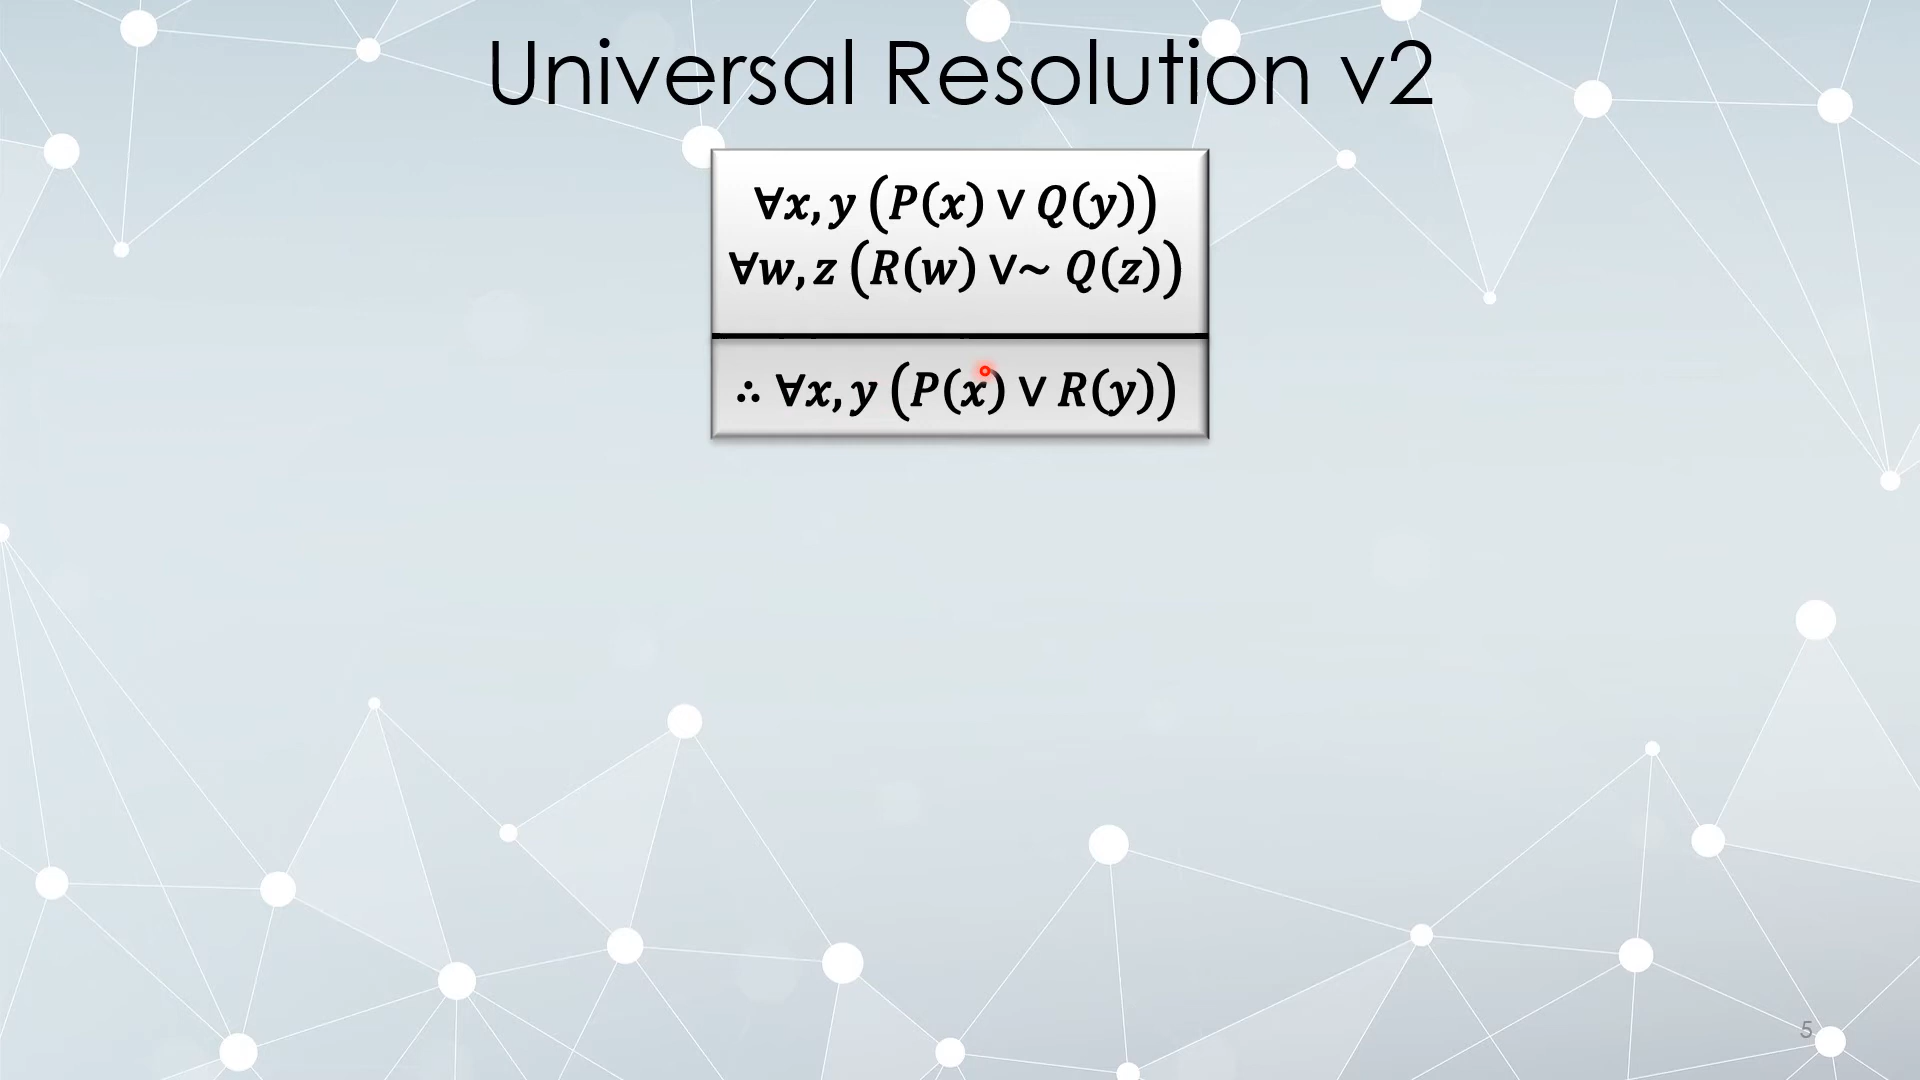 Universal Resolution v2
∀x, y (P(x) ∨ Q(y))
∀w, z (R(w) ∨~ Q(z))
∴ ∀x, y (P(x) ∨ R(y))
5